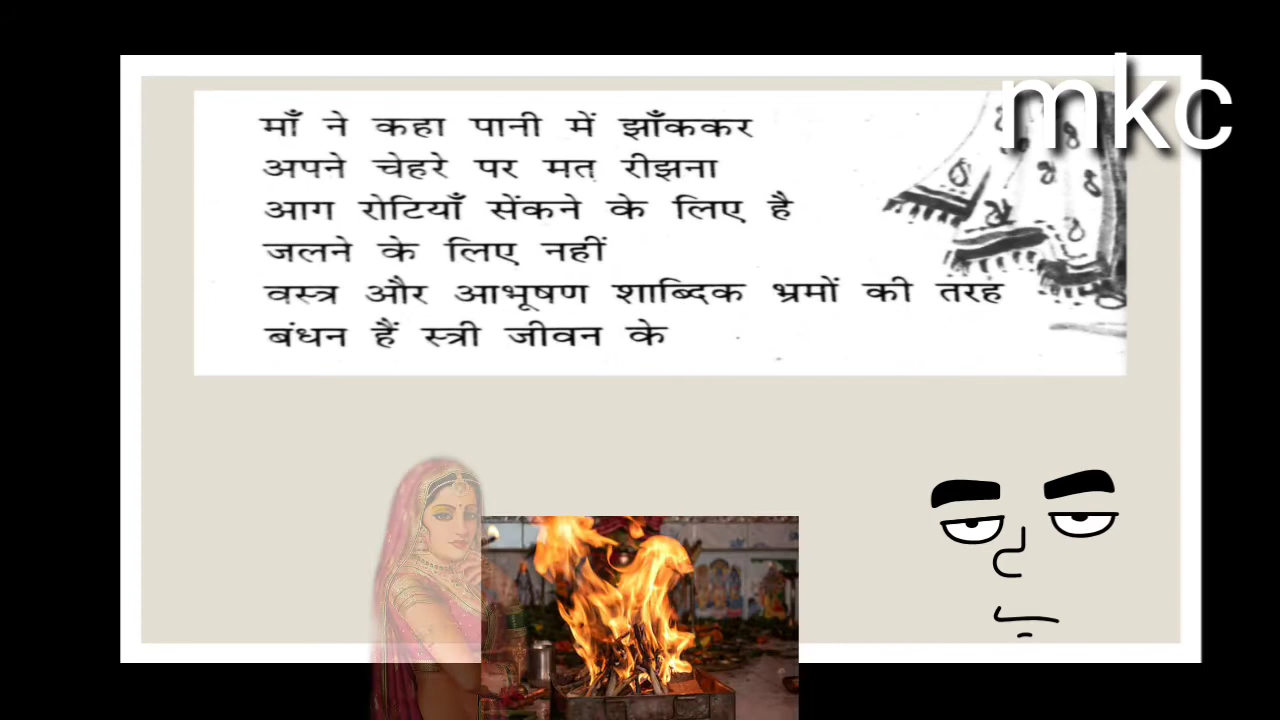 mkc
माँ ने कहा पानी में झाँककर
अपने चेहरे पर मत रीझना
आग रोटियाँ सेंकने के लिए है
जलने के लिए नहीं
वस्त्र और आभूषण शाब्दिक भ्रमों की तरह
बंधन हैं स्त्री जीवन के